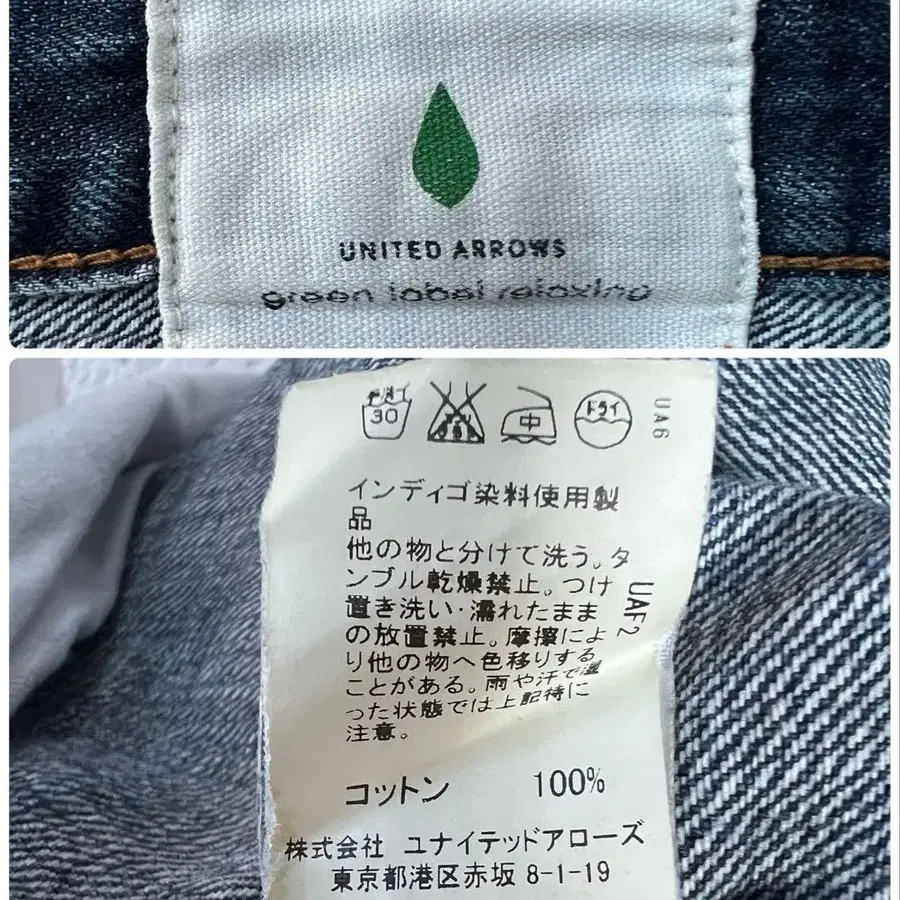 UNITED ARROWS
green label relaxing
30 中 ドライ
UA6
インディゴ染料使用製
品
他の物と分けて洗う。タ
ンブル乾燥禁止。つけ
置き洗い・濡れたまま
の放置禁止。摩擦によ
り他の物へ色移りする
ことがある。雨や汗で湿
った状態では上記特に
注意。
UAF2
コットン 100%
株式会社 ユナイテッドアローズ
東京都港区赤坂 8-1-19